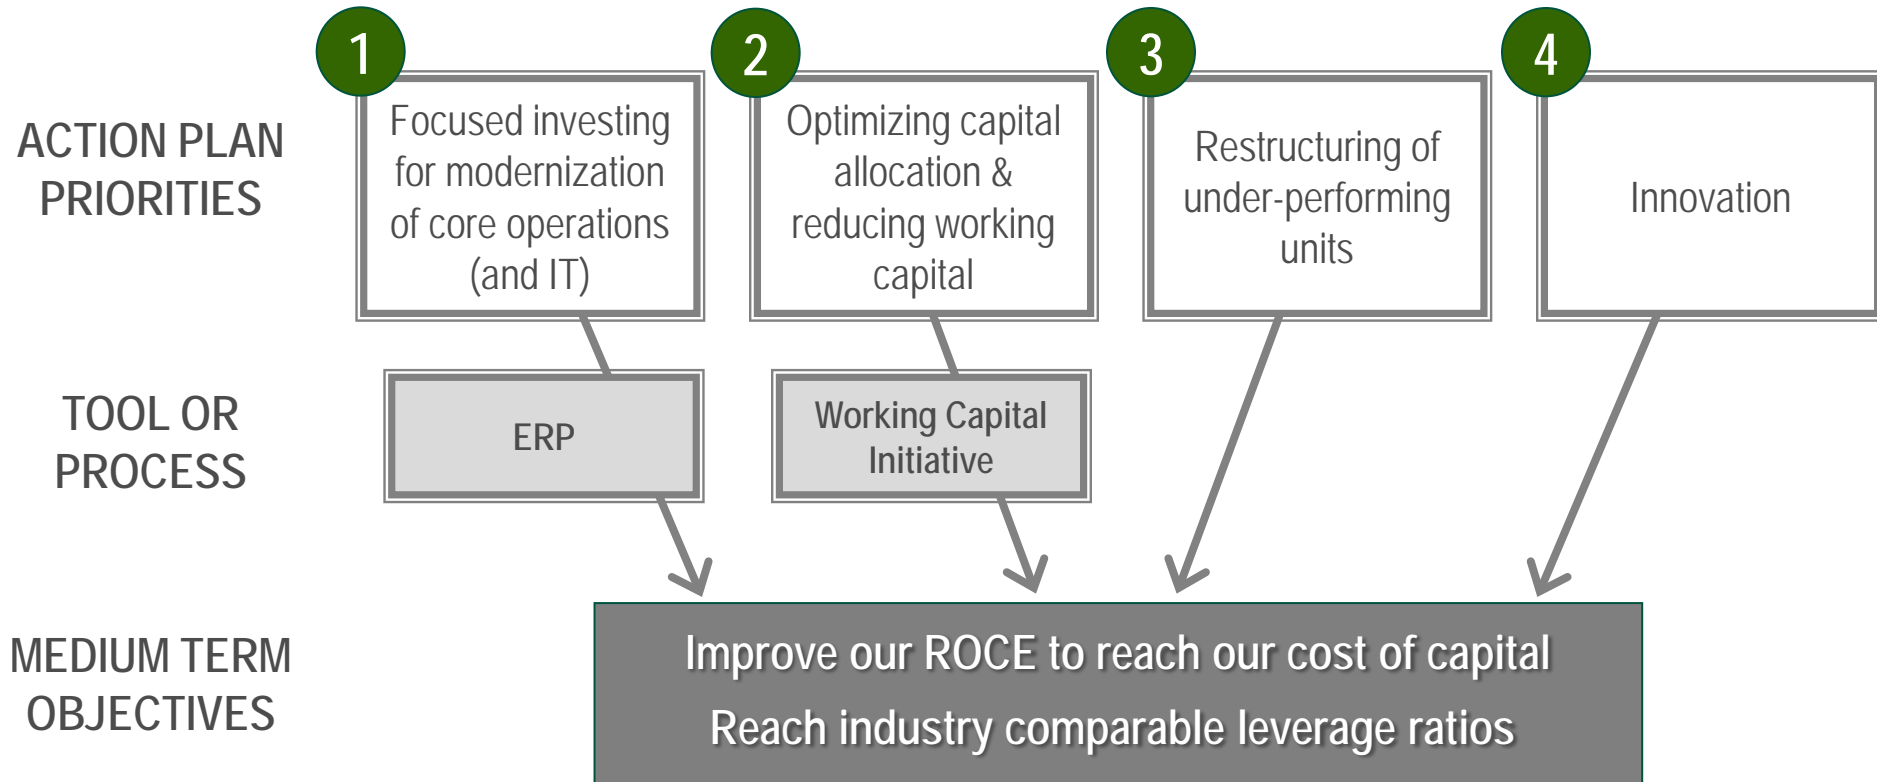 1
2
3
4
ACTION PLAN
PRIORITIES
Focused investing
for modernization
of core operations
(and IT)
Optimizing capital
allocation &
reducing working
capital
Restructuring of
under-performing
units
Innovation
TOOL OR
PROCESS
ERP
Working Capital
Initiative
MEDIUM TERM
OBJECTIVES
Improve our ROCE to reach our cost of capital
Reach industry comparable leverage ratios